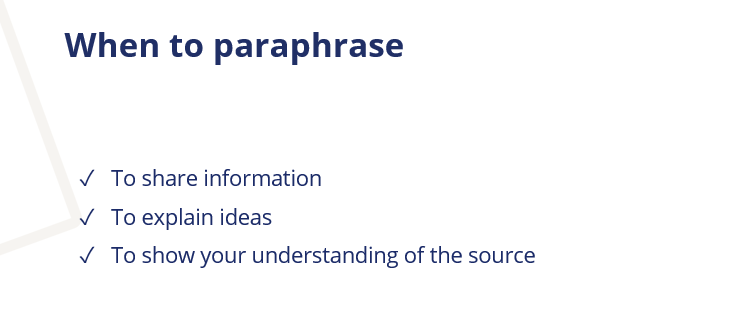 When to paraphrase
✓ To share information
✓ To explain ideas
✓ To show your understanding of the source